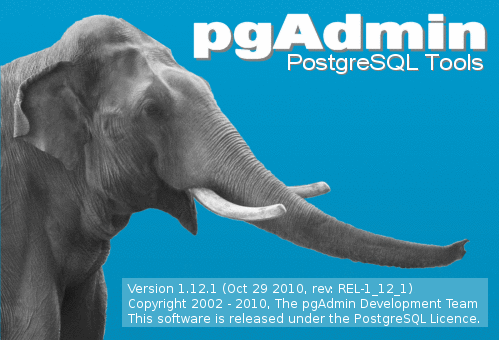 pgAdmin
PostgreSQL Tools
Version 1.12.1 (Oct 29 2010, rev: REL-1_12_1)
Copyright 2002 - 2010, The pgAdmin Development Team
This software is released under the PostgreSQL Licence.